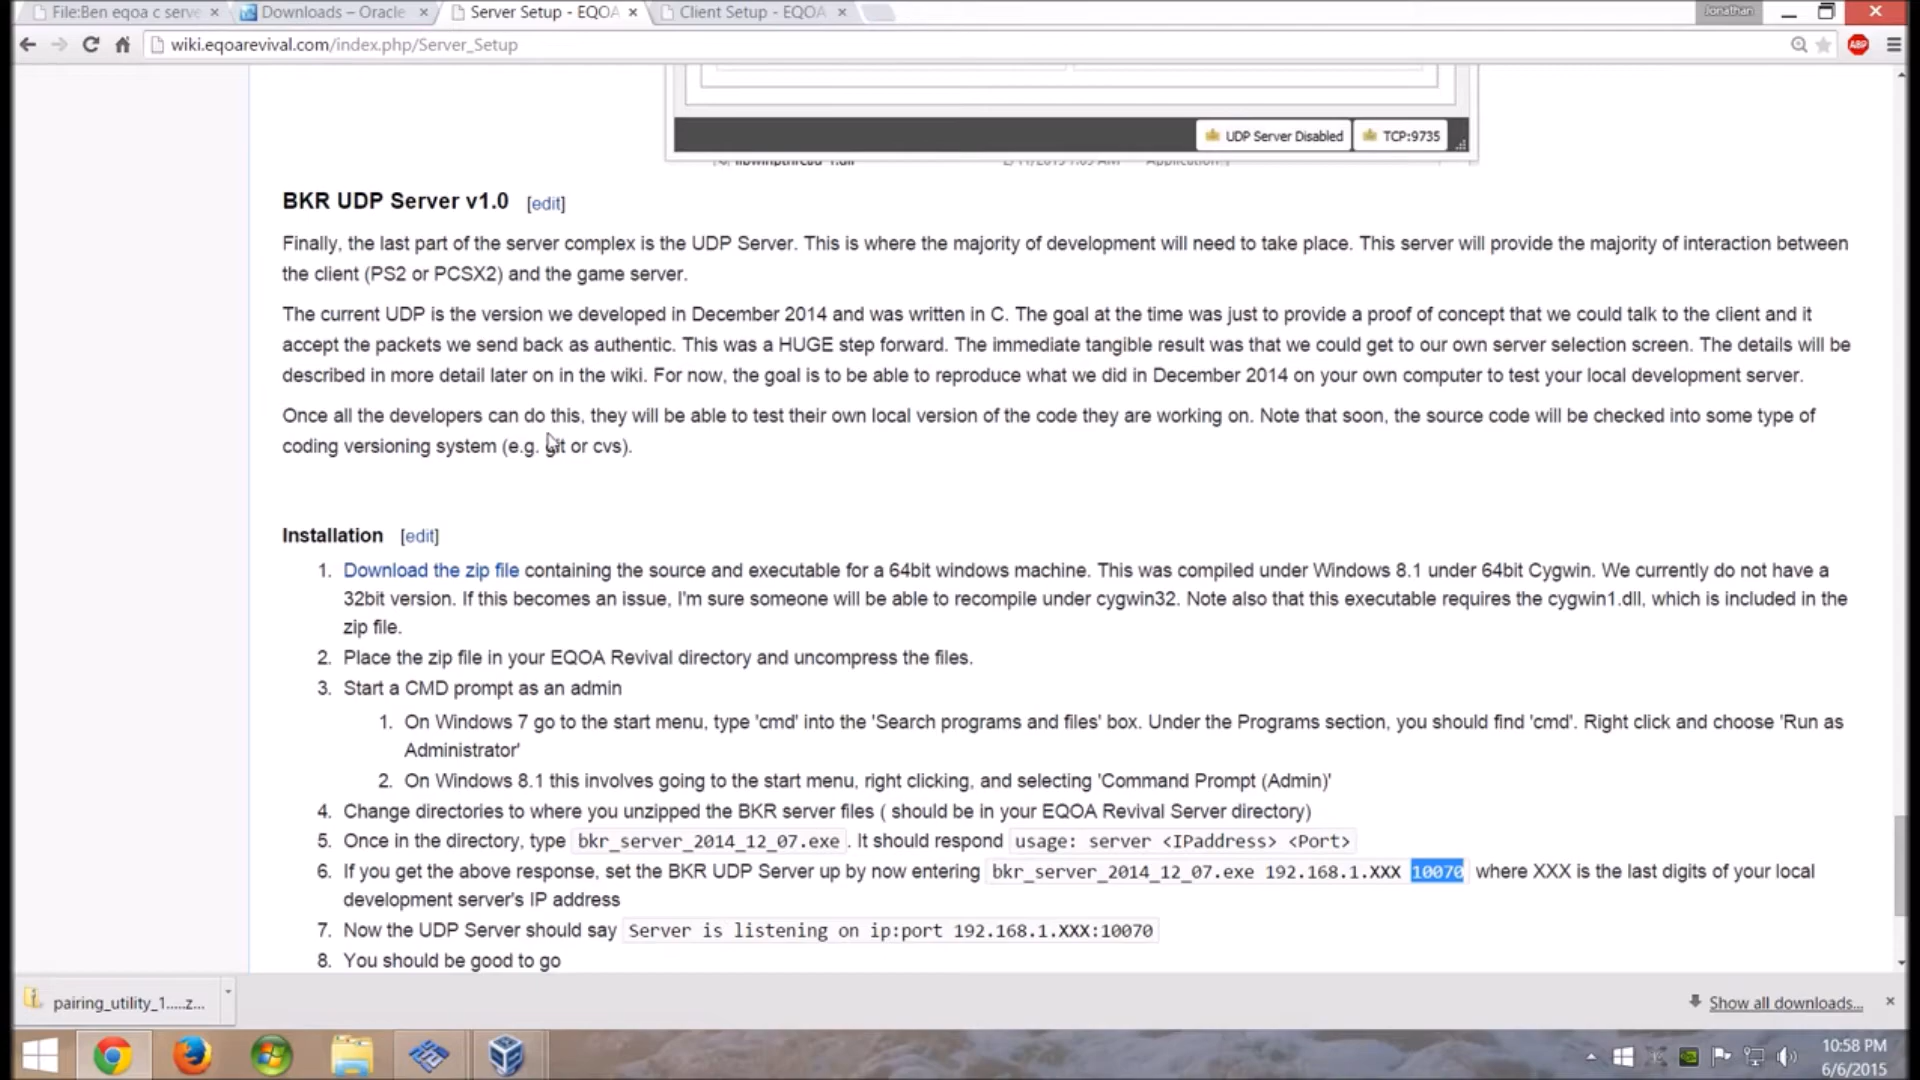 File:Ben eqoa c serve
Downloads – Oracle
Server Setup - EQOA
Client Setup - EQOA
Jonathan
wiki.eqoarevival.com/index.php/Server_Setup
ABP
UDP Server Disabled
TCP:9735
libwinpthread-1.dll
Application
BKR UDP Server v1.0 [edit]
Finally, the last part of the server complex is the UDP Server. This is where the majority of development will need to take place. This server will provide the majority of interaction between
the client (PS2 or PCSX2) and the game server.
The current UDP is the version we developed in December 2014 and was written in C. The goal at the time was just to provide a proof of concept that we could talk to the client and it
accept the packets we send back as authentic. This was a HUGE step forward. The immediate tangible result was that we could get to our own server selection screen. The details will be
described in more detail later on in the wiki. For now, the goal is to be able to reproduce what we did in December 2014 on your own computer to test your local development server.
Once all the developers can do this, they will be able to test their own local version of the code they are working on. Note that soon, the source code will be checked into some type of
coding versioning system (e.g. git or cvs).
Installation [edit]
1. Download the zip file containing the source and executable for a 64bit windows machine. This was compiled under Windows 8.1 under 64bit Cygwin. We currently do not have a
32bit version. If this becomes an issue, I'm sure someone will be able to recompile under cygwin32. Note also that this executable requires the cygwin1.dll, which is included in the
zip file.
2. Place the zip file in your EQOA Revival directory and uncompress the files.
3. Start a CMD prompt as an admin
1. On Windows 7 go to the start menu, type 'cmd' into the 'Search programs and files' box. Under the Programs section, you should find 'cmd'. Right click and choose 'Run as
Administrator'
2. On Windows 8.1 this involves going to the start menu, right clicking, and selecting 'Command Prompt (Admin)'
4. Change directories to where you unzipped the BKR server files ( should be in your EQOA Revival Server directory)
5. Once in the directory, type bkr_server_2014_12_07.exe . It should respond usage: server <IPaddress> <Port>
6. If you get the above response, set the BKR UDP Server up by now entering bkr_server_2014_12_07.exe 192.168.1.XXX 10070 where XXX is the last digits of your local
development server's IP address
7. Now the UDP Server should say Server is listening on ip:port 192.168.1.XXX:10070
8. You should be good to go
pairing_utility_1.....z...
Show all downloads...
10:58 PM
6/6/2015